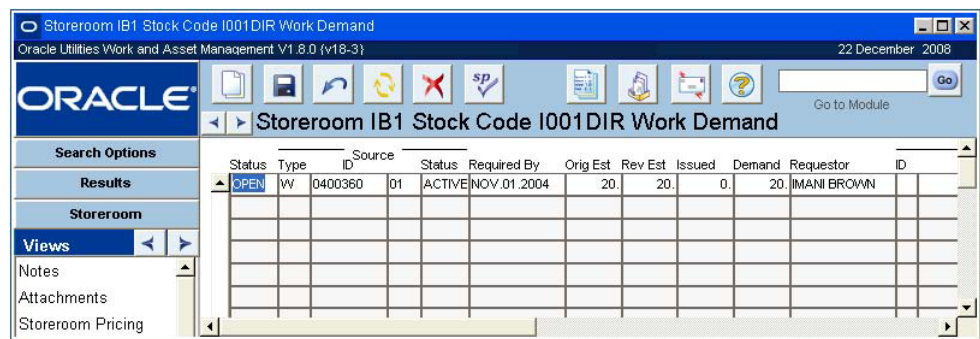 Storeroom IB1 Stock Code I001DIR Work Demand
Oracle Utilities Work and Asset Management V1.8.0 {v18-3}
22 December 2008
ORACLE
sp
Go
Go to Module
Storeroom IB1 Stock Code I001DIR Work Demand
Search Options
Results
Storeroom
Views
Notes
Attachments
Storeroom Pricing
Source
Status Type ID Status Required By Orig Est Rev Est Issued Demand Requestor ID
OPEN W 0400360 01 ACTIVE NOV.01.2004 20. 20. 0. 20. IMANI BROWN